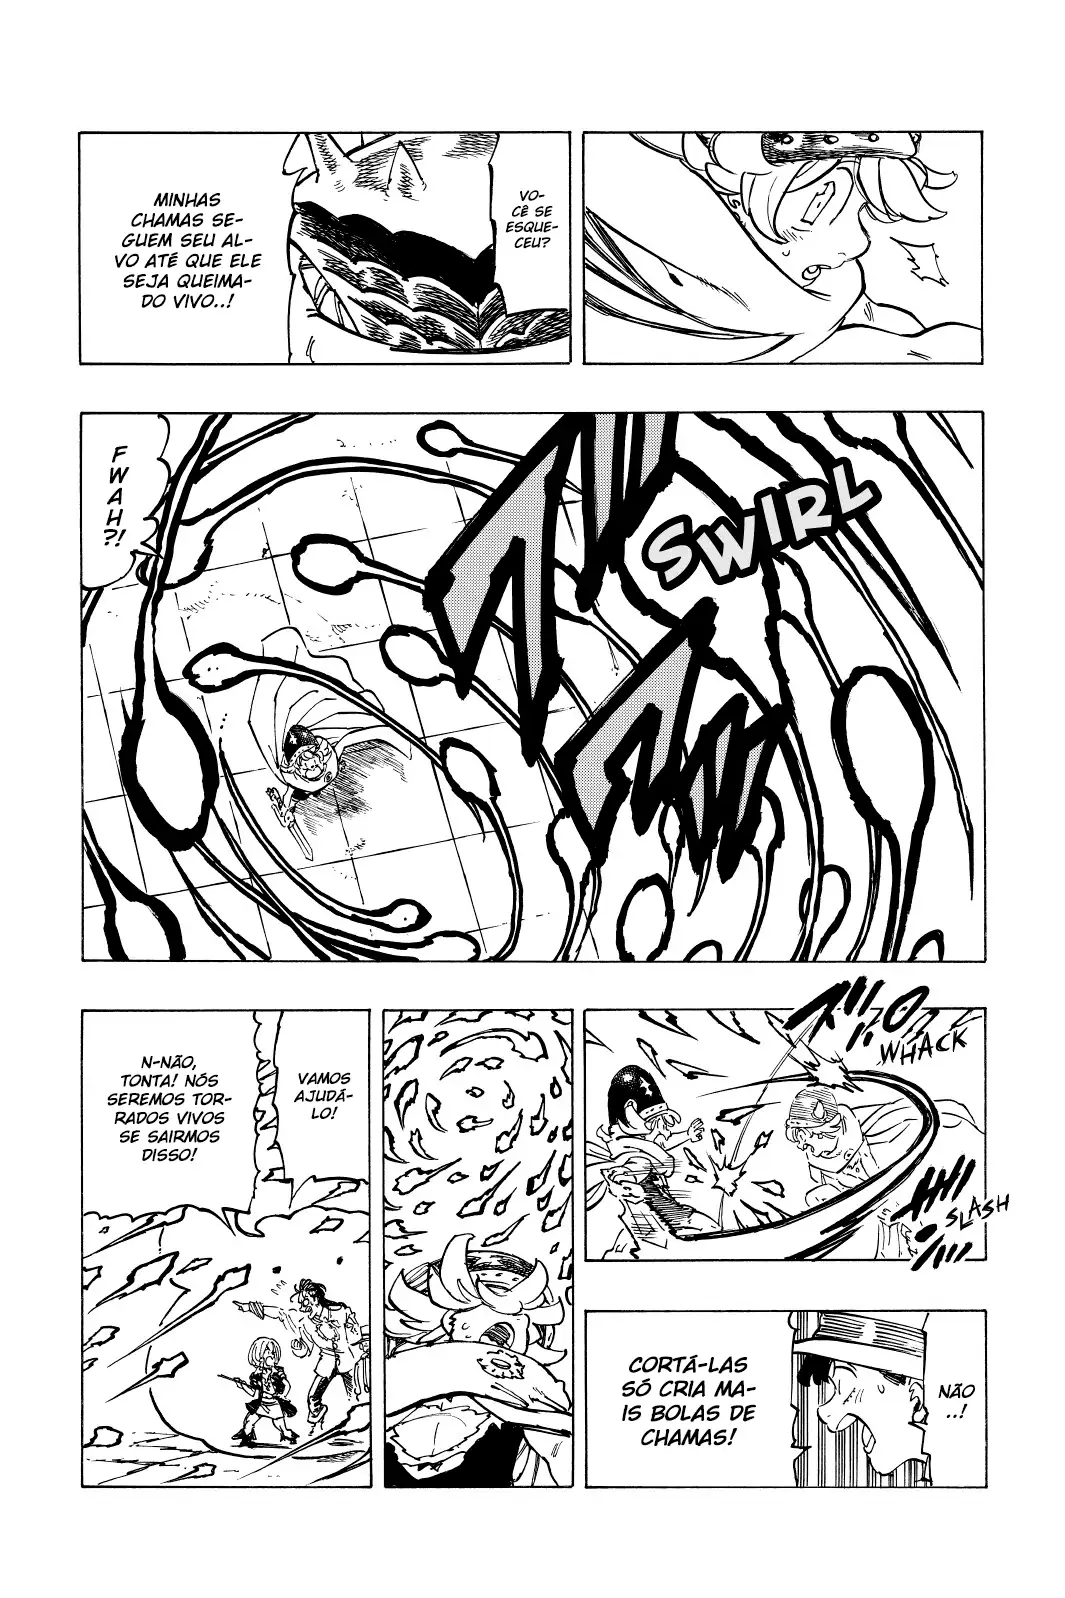 VO-
CÊ SE
ESQUE-
CEU?
MINHAS
CHAMAS SE-
GUEM SEU AL-
VO ATÉ QUE ELE
SEJA QUEIMA-
DO VIVO..!
SWIRL
FWAH?!
WHACK
SLASH
NÃO
..!
CORTÁ-LAS
SÓ CRIA MA-
IS BOLAS DE
CHAMAS!
VAMOS
AJUDÁ-
LO!
N-NÃO,
TONTA! NÓS
SEREMOS TOR-
RADOS VIVOS
SE SAIRMOS
DISSO!